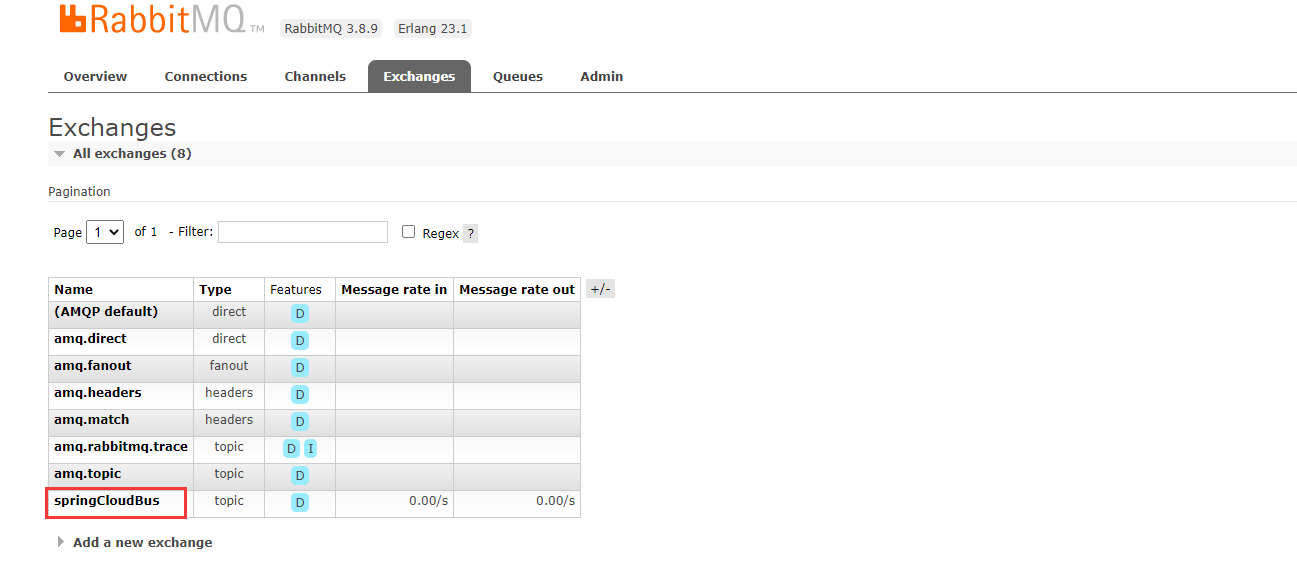 RabbitMQ TM RabbitMQ 3.8.9 Erlang 23.1
Overview Connections Channels Exchanges Queues Admin
Exchanges
All exchanges (8)
Pagination
Page 1 of 1 - Filter: Regex ?
Name Type Features Message rate in Message rate out +/-
(AMQP default) direct D
amq.direct direct D
amq.fanout fanout D
amq.headers headers D
amq.match headers D
amq.rabbitmq.trace topic D I
amq.topic topic D
springCloudBus topic D 0.00/s 0.00/s
Add a new exchange